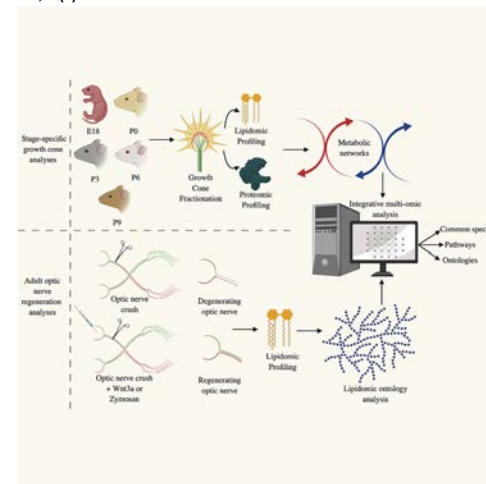 E18
P0
Stage-specific
growth cone
analyses
P3
P6
P9
Growth
Cone
Fractionation
Lipidomic
Profiling
Proteomic
Profiling
Metabolic
networks
Integrative multi-omic
analysis
Common spec
Pathways
Ontologies
Adult optic
nerve
regeneration
analyses
Optic nerve
crush
Degenerating
optic nerve
Optic nerve crush
+ Wnt3a or
Zymosan
Regenerating
optic nerve
Lipidomic
Profiling
Lipidomic ontology
analysis